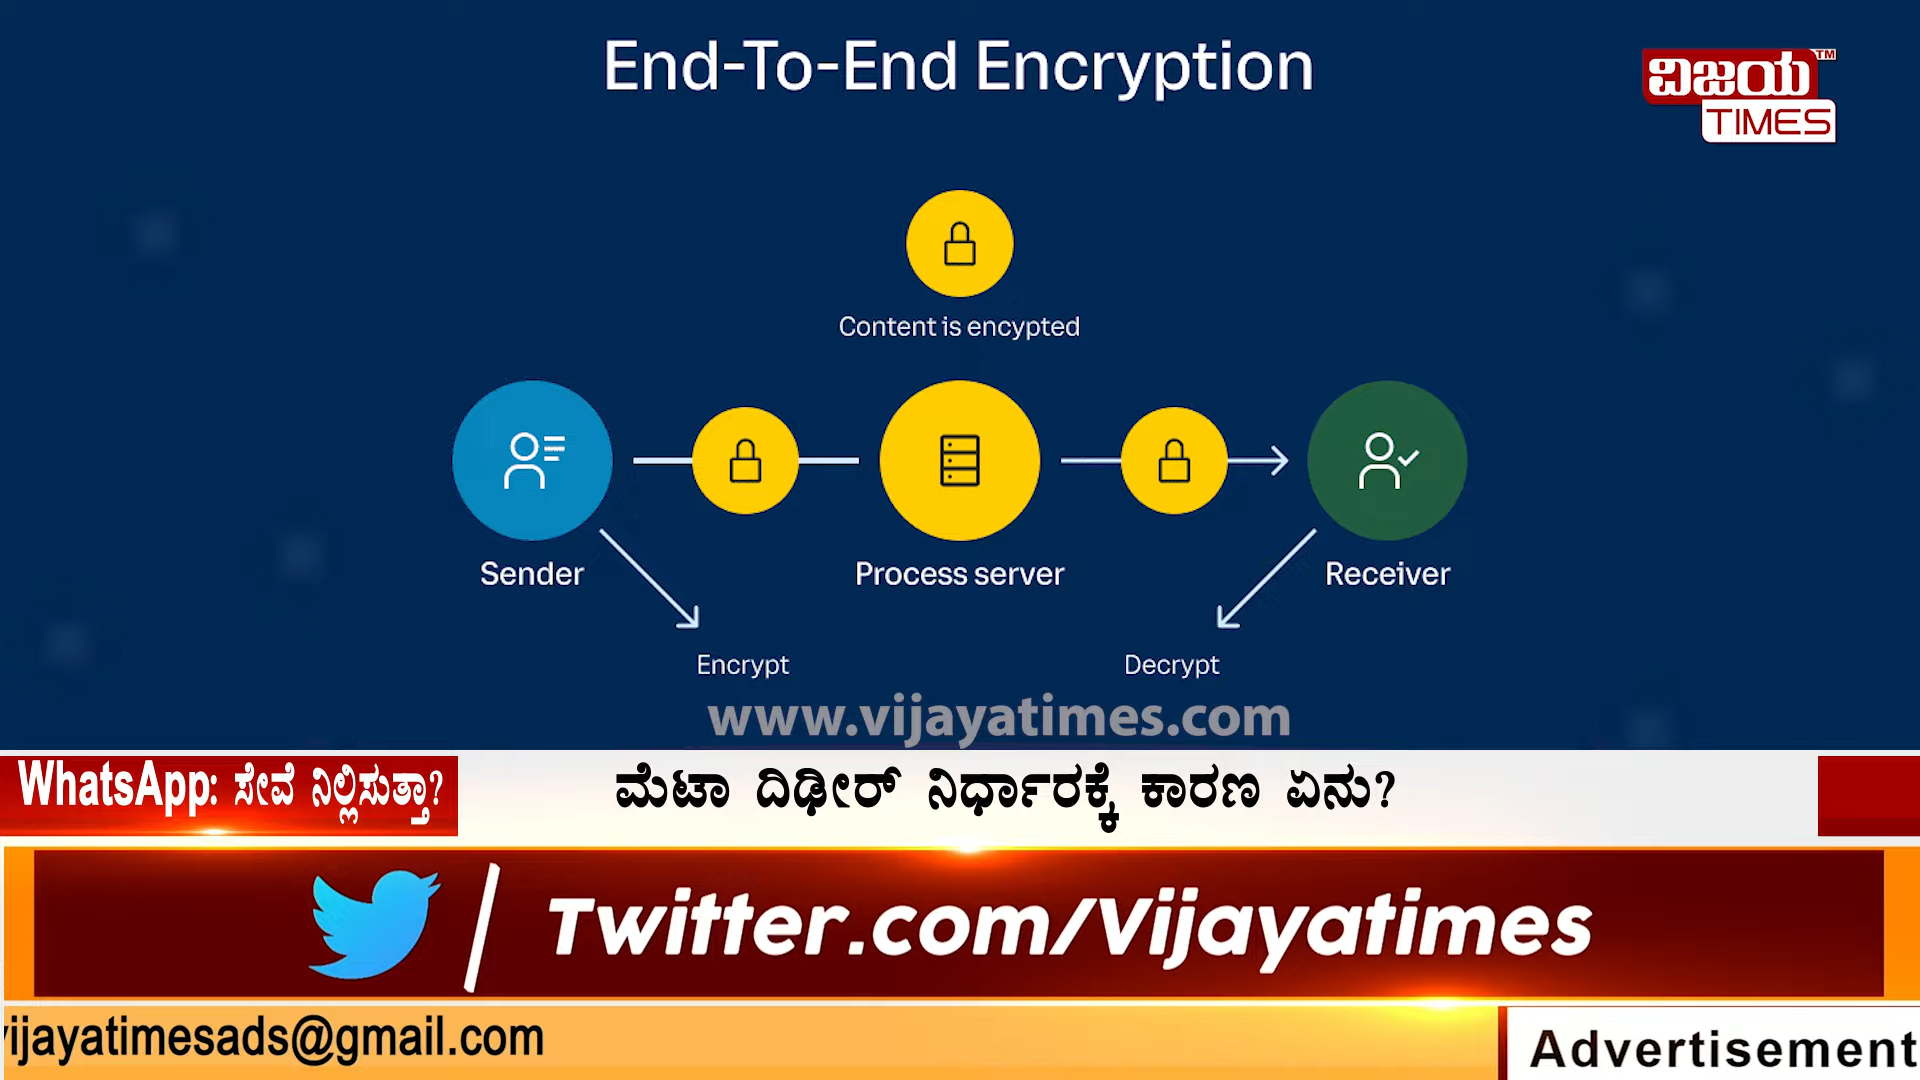 End-To-End Encryption
ವಿಜಯ TM
TIMES
Content is encypted
Sender
Process server
Receiver
Encrypt
Decrypt
www.vijayatimes.com
WhatsApp: ಸೇವೆ ನಿಲ್ಲಿಸುತ್ತಾ?
ಮೆಟಾ ದಿಢೀರ್ ನಿರ್ಧಾರಕ್ಕೆ ಕಾರಣ ಏನು?
Twitter.com/Vijayatimes
vijayatimesads@gmail.com
Advertisement